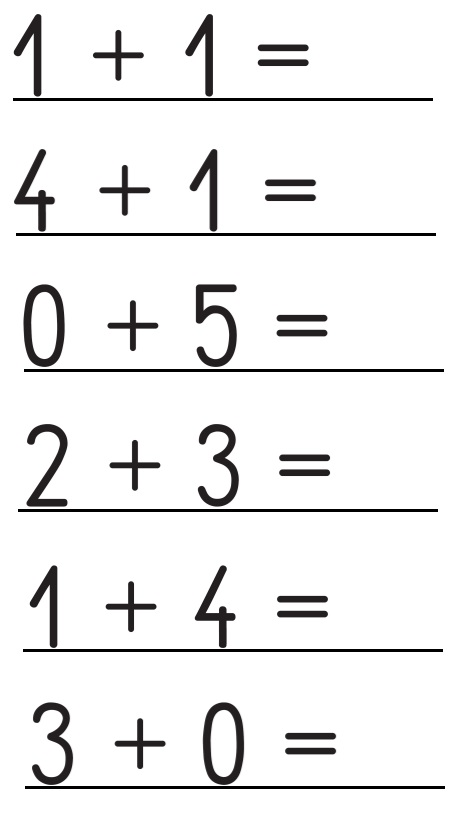 1 + 1 =
4 + 1 =
0 + 5 =
2 + 3 =
1 + 4 =
3 + 0 =